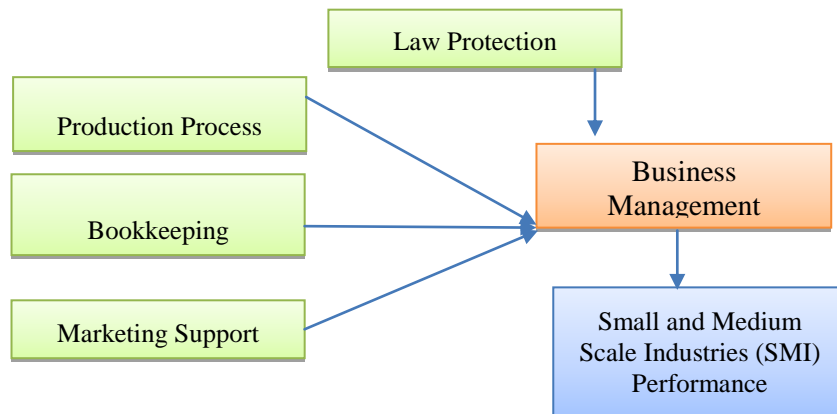 Law Protection
Production Process
Business
Management
Bookkeeping
Marketing Support
Small and Medium
Scale Industries (SMI)
Performance